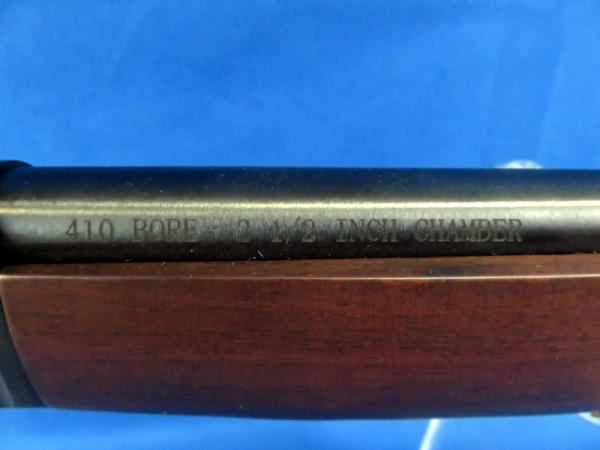 410 BORE - 2 1/2 INCH CHAMBER